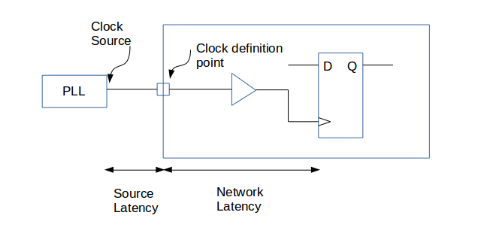 Clock
Source
Clock definition
point
PLL
D Q
Source
Latency
Network
Latency